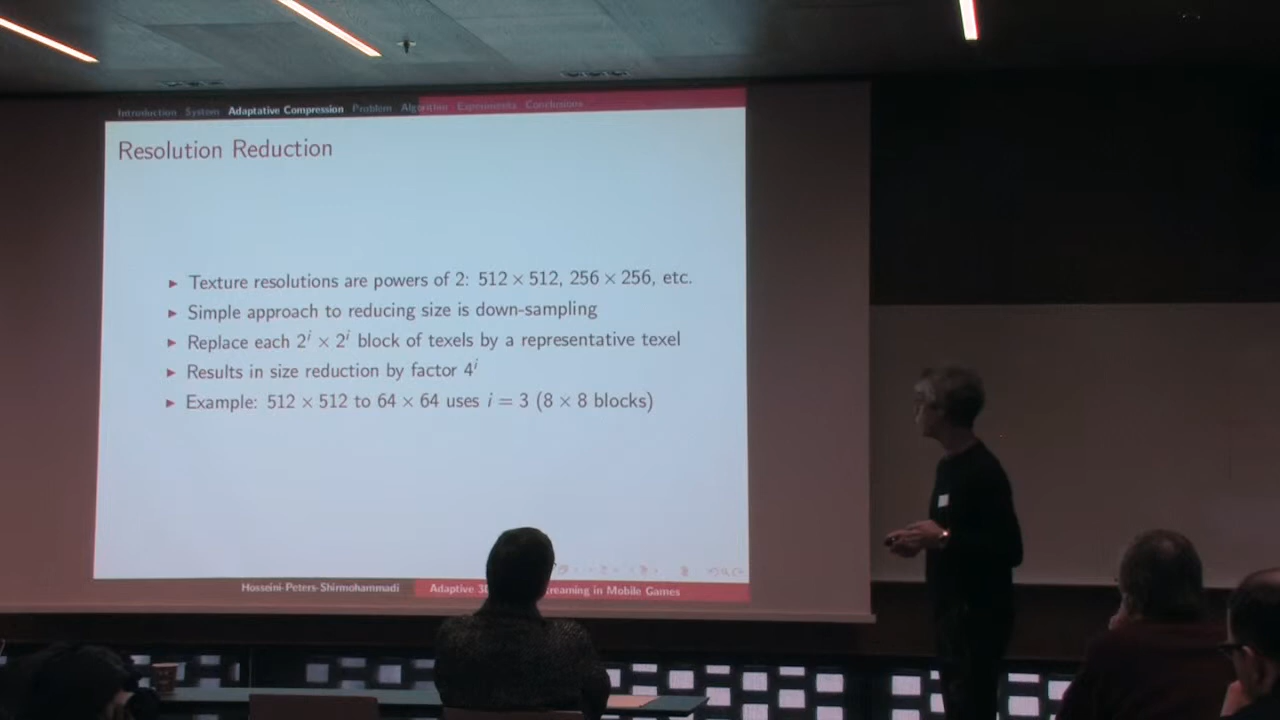 Introduction System Adaptative Compression Problem Algorithm Experiments Conclusions
Resolution Reduction
► Texture resolutions are powers of 2: 512 × 512, 256 × 256, etc.
► Simple approach to reducing size is down-sampling
► Replace each 2^i × 2^i block of texels by a representative texel
► Results in size reduction by factor 4^i
► Example: 512 × 512 to 64 × 64 uses i = 3 (8 × 8 blocks)
Hosseini-Peters-Shirmohammadi Adaptive in Mobile Games